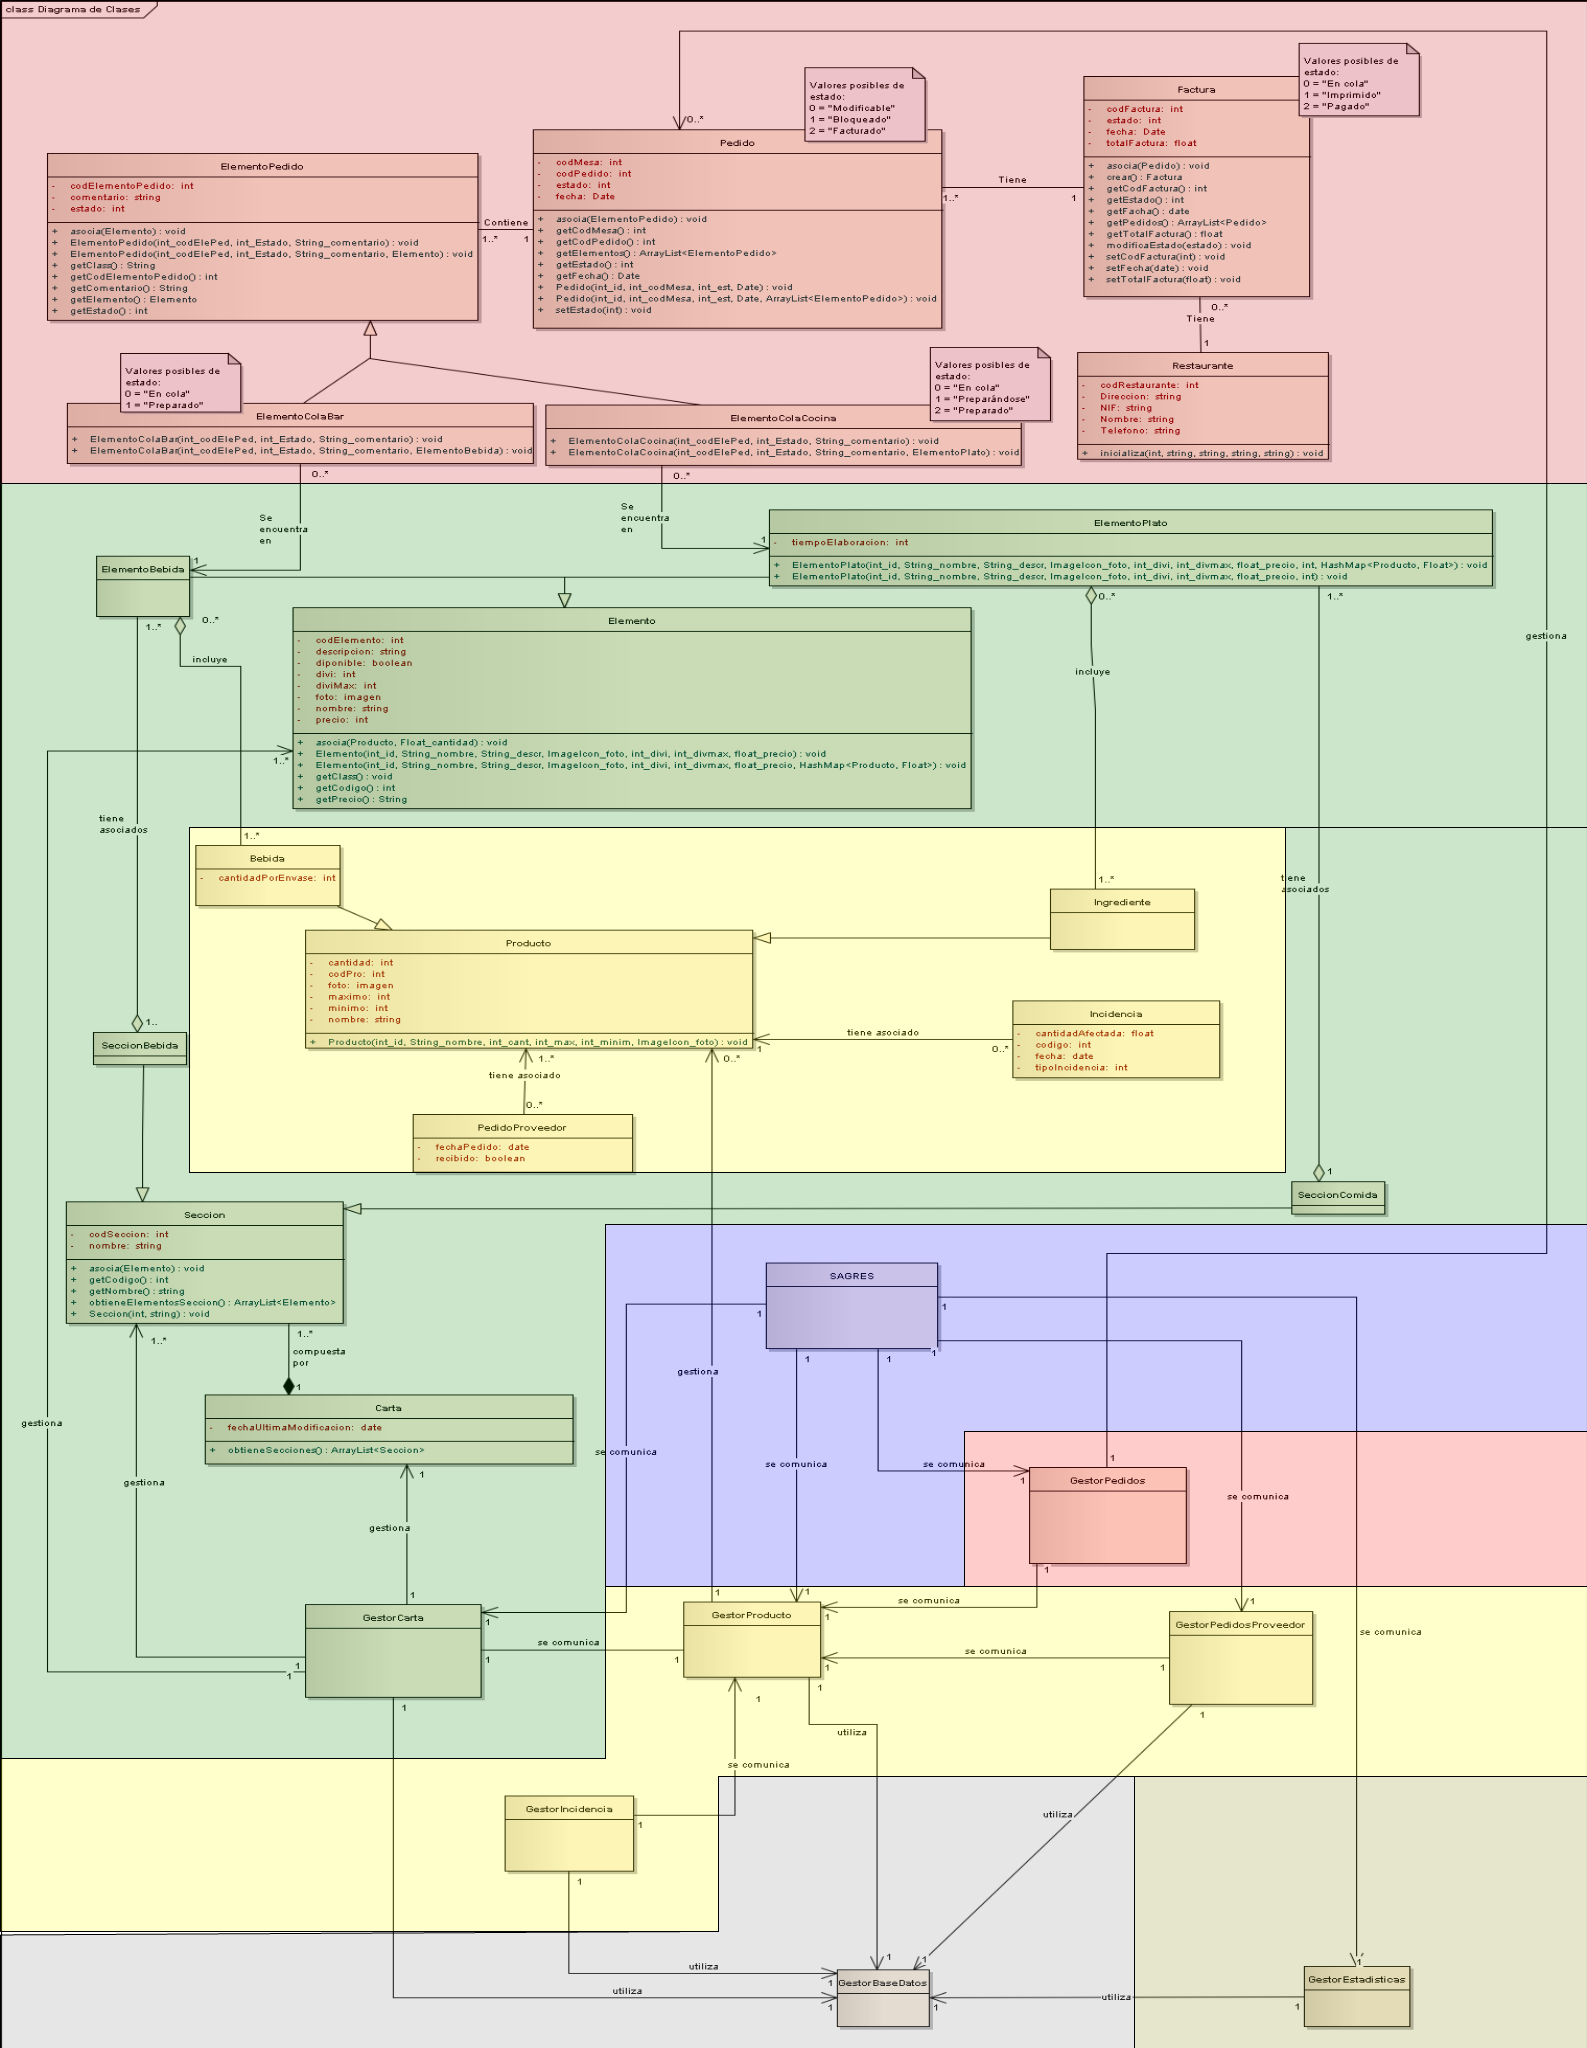 class Diagrama de Clases
Valores posibles de
estado:
0 = "Modificable"
1 = "Bloqueado"
2 = "Facturado"
Valores posibles de
estado:
0 = "En cola"
1 = "Imprimido"
2 = "Pagado"
Factura
- codFactura: int
- estado: int
- fecha: Date
- totalFactura: float
+ asocia(Pedido) : void
+ crear() : Factura
+ getCodFactura() : int
+ getEstado() : int
+ getFacha() : date
+ getPedidos() : ArrayList<Pedido>
+ getTotalFactura() : float
+ modificaEstado(estado) : void
+ setCodFactura(int) : void
+ setFecha(date) : void
+ setTotalFactura(float) : void
0..*
Pedido
- codMesa: int
- codPedido: int
- estado: int
- fecha: Date
+ asocia(ElementoPedido) : void
+ getCodMesa() : int
+ getCodPedido() : int
+ getElementos() : ArrayList<ElementoPedido>
+ getEstado() : int
+ getFecha() : Date
+ Pedido(int_id, int_codMesa, int_est, Date) : void
+ Pedido(int_id, int_codMesa, int_est, Date, ArrayList<ElementoPedido>) : void
+ setEstado(int) : void
Tiene
1..*
1
ElementoPedido
- codElementoPedido: int
- comentario: string
- estado: int
+ asocia(Elemento) : void
+ ElementoPedido(int_codElePed, int_Estado, String_comentario) : void
+ ElementoPedido(int_codElePed, int_Estado, String_comentario, Elemento) : void
+ getClass() : String
+ getCodElementoPedido() : int
+ getComentario() : String
+ getElemento() : Elemento
+ getEstado() : int
Contiene
1..*
1
0..*
Tiene
1
Restaurante
- codRestaurante: int
- Direccion: string
- NIF: string
- Nombre: string
- Telefono: string
+ inicializa(int, string, string, string, string) : void
Valores posibles de
estado:
0 = "En cola"
1 = "Preparado"
Valores posibles de
estado:
0 = "En cola"
1 = "Preparándose"
2 = "Preparado"
ElementoColaBar
+ ElementoColaBar(int_codElePed, int_Estado, String_comentario) : void
+ ElementoColaBar(int_codElePed, int_Estado, String_comentario, ElementoBebida) : void
ElementoColaCocina
+ ElementoColaCocina(int_codElePed, int_Estado, String_comentario) : void
+ ElementoColaCocina(int_codElePed, int_Estado, String_comentario, ElementoPlato) : void
0..*
0..*
Se
encuentra
en
Se
encuentra
en
1
1
ElementoPlato
- tiempoElaboracion: int
+ ElementoPlato(int_id, String_nombre, String_descr, ImageIcon_foto, int_divi, int_divmax, float_precio, int, HashMap<Producto, Float>) : void
+ ElementoPlato(int_id, String_nombre, String_descr, ImageIcon_foto, int_divi, int_divmax, float_precio, int) : void
ElementoBebida
0..*
1..*
1..*
0..*
incluye
incluye
gestiona
Elemento
- codElemento: int
- descripcion: string
- diponible: boolean
- divi: int
- diviMax: int
- foto: imagen
- nombre: string
- precio: int
+ asocia(Producto, Float_cantidad) : void
+ Elemento(int_id, String_nombre, String_descr, ImageIcon_foto, int_divi, int_divmax, float_precio) : void
+ Elemento(int_id, String_nombre, String_descr, ImageIcon_foto, int_divi, int_divmax, float_precio, HashMap<Producto, Float>) : void
+ getClass() : void
+ getCodigo() : int
+ getPrecio() : String
1..*
tiene
asociados
1..*
1..*
tiene
asociados
Bebida
- cantidadPorEnvase: int
Ingrediente
Producto
- cantidad: int
- codPro: int
- foto: imagen
- maximo: int
- minimo: int
- nombre: string
+ Producto(int_id, String_nombre, int_cant, int_max, int_minim, ImageIcon_foto) : void
Incidencia
- cantidadAfectada: float
- codigo: int
- fecha: date
- tipoIncidencia: int
tiene asociado
1
0..*
1..
SeccionBebida
1..*
0..*
tiene asociado
0..*
PedidoProveedor
- fechaPedido: date
- recibido: boolean
1
SeccionComida
Seccion
- codSeccion: int
- nombre: string
+ asocia(Elemento) : void
+ getCodigo() : int
+ getNombre() : string
+ obtieneElementosSeccion() : ArrayList<Elemento>
+ Seccion(int, string) : void
SAGRES
1
1
1
1
1
1..*
1..*
compuesta
por
1
gestiona
Carta
- fechaUltimaModificacion: date
+ obtieneSecciones() : ArrayList<Seccion>
gestiona
se comunica
se comunica
se comunica
1
1
1
GestorPedidos
gestiona
se comunica
gestiona
1
1
1
1
1
1
GestorCarta
1
GestorProducto
1
se comunica
GestorPedidosProveedor
se comunica
se comunica
1
1
se comunica
1
1
1
1
1
1
1
1
1
utiliza
se comunica
GestorIncidencia
1
utiliza
1
1
1
1
utiliza
1
GestorBaseDatos
GestorEstadisticas
utiliza
1
1
utiliza
1